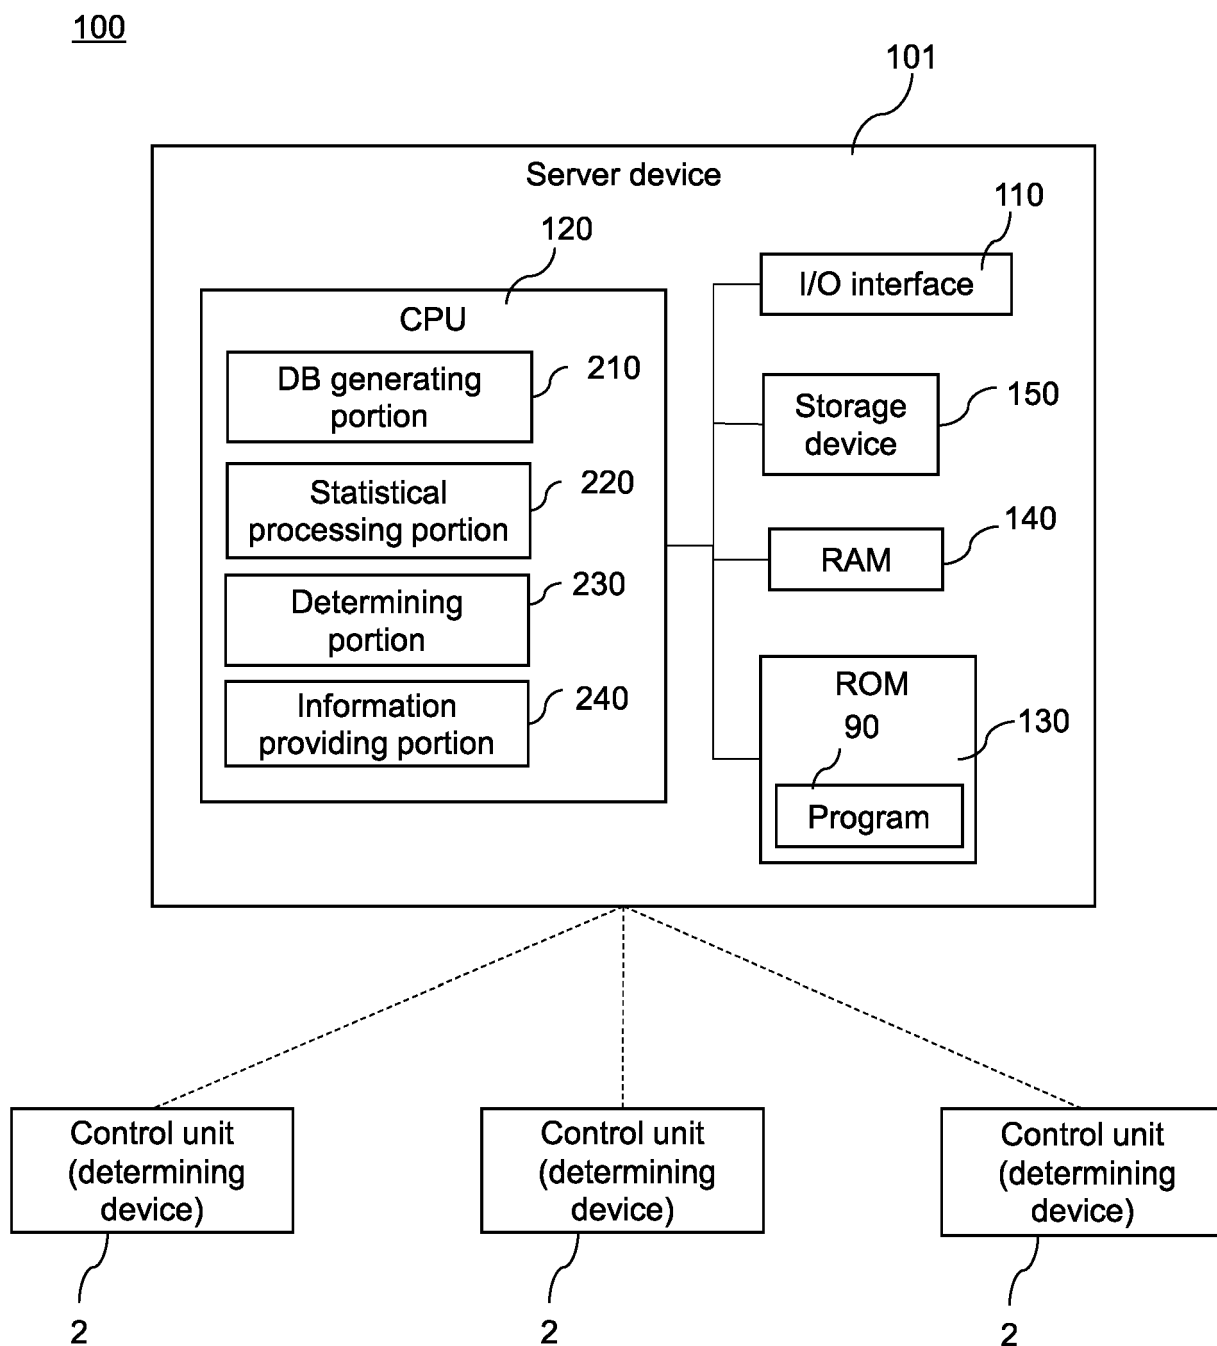 100
101
Server device
110
120
I/O interface
CPU
DB generating
portion
210
150
Storage
device
Statistical
processing portion
220
140
RAM
Determining
portion
230
ROM
90
130
Information
providing portion
240
Program
Control unit
(determining
device)
Control unit
(determining
device)
Control unit
(determining
device)
2
2
2